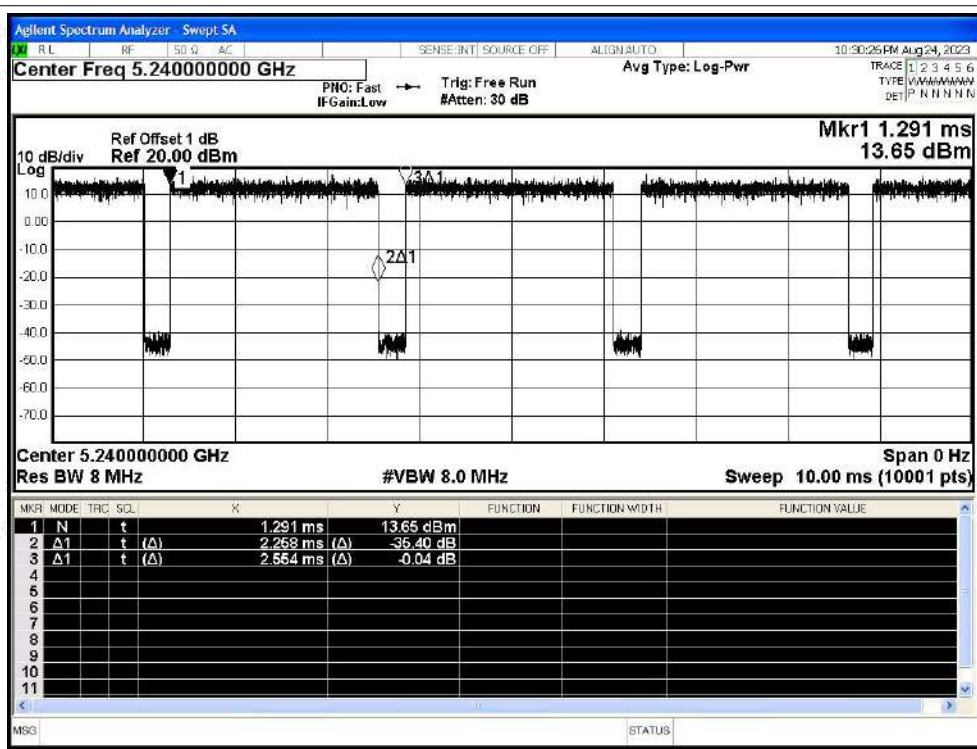 Agilent Spectrum Analyzer - Swept SA
LXI RL RF 50 Ω AC SENSE:INT SOURCE OFF ALIGNAUTO 10:30:26 PM Aug 24, 2023
Center Freq 5.240000000 GHz Avg Type: Log-Pwr TRACE 1 2 3 4 5 6
PNO: Fast Trig: Free Run TYPE
IFGain:Low #Atten: 30 dB DET P N N N N N
Mkr1 1.291 ms
Ref Offset 1 dB
10 dB/div Ref 20.00 dBm 13.65 dBm
Log
1 3Δ1
10.0
0.00
-10.0
2Δ1
-20.0
-30.0
-40.0
-50.0
-60.0
-70.0
Center 5.240000000 GHz Span 0 Hz
Res BW 8 MHz #VBW 8.0 MHz Sweep 10.00 ms (10001 pts)
MKR MODE TRC SCL X Y FUNCTION FUNCTION WIDTH FUNCTION VALUE
1 N t 1.291 ms 13.65 dBm
2 Δ1 t (Δ) 2.258 ms (Δ) -35.40 dB
3 Δ1 t (Δ) 2.554 ms (Δ) -0.04 dB
4
5
6
7
8
9
10
11
MSG STATUS